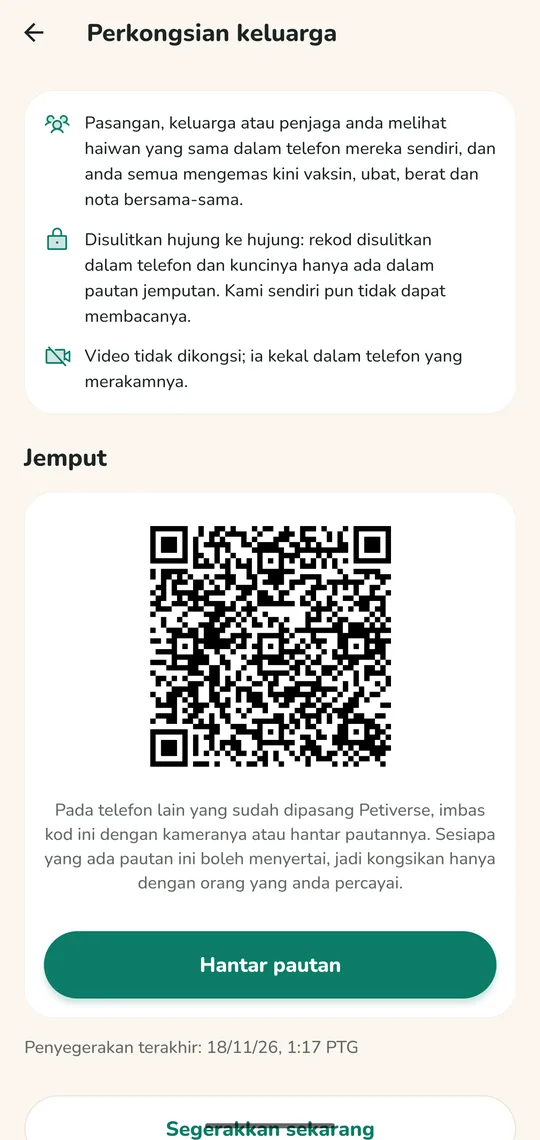 Perkongsian keluarga
Pasangan, keluarga atau penjaga anda melihat
haiwan yang sama dalam telefon mereka sendiri, dan
anda semua mengemas kini vaksin, ubat, berat dan
nota bersama-sama.
Disulitkan hujung ke hujung: rekod disulitkan
dalam telefon dan kuncinya hanya ada dalam
pautan jemputan. Kami sendiri pun tidak dapat
membacanya.
Video tidak dikongsi; ia kekal dalam telefon yang
merakamnya.
Jemput
Pada telefon lain yang sudah dipasang Petiverse, imbas
kod ini dengan kameranya atau hantar pautannya. Sesiapa
yang ada pautan ini boleh menyertai, jadi kongsikan hanya
dengan orang yang anda percayai.
Hantar pautan
Penyegerakan terakhir: 18/11/26, 1:17 PTG
Segerakkan sekarang